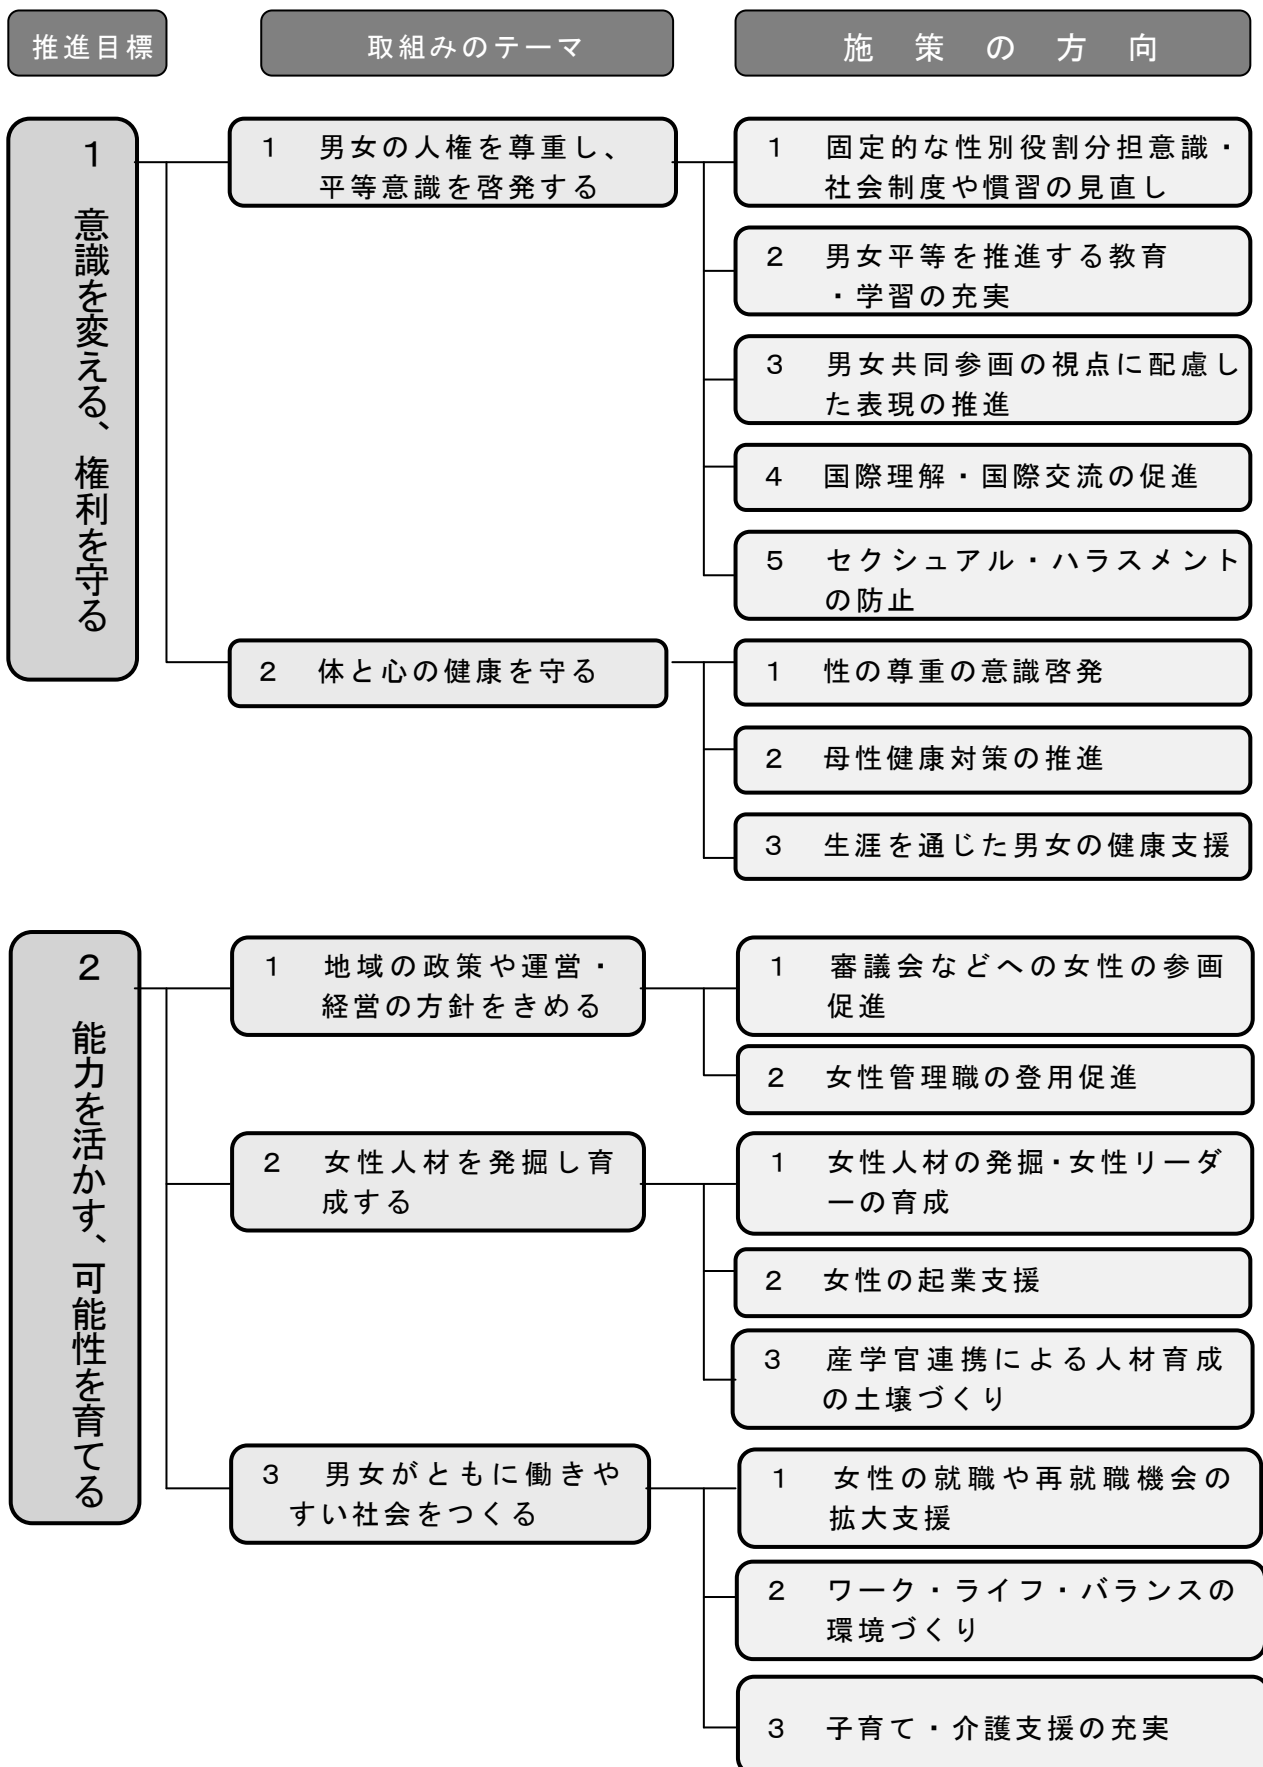 推進目標
取組みのテーマ
施策の方向
1 意識を変える、権利を守る
1 男女の人権を尊重し、
平等意識を啓発する
1 固定的な性別役割分担意識・
社会制度や慣習の見直し
2 男女平等を推進する教育
・学習の充実
3 男女共同参画の視点に配慮し
た表現の推進
4 国際理解・国際交流の促進
5 セクシュアル・ハラスメント
の防止
2 体と心の健康を守る
1 性の尊重の意識啓発
2 母性健康対策の推進
3 生涯を通じた男女の健康支援
2 能力を活かす、可能性を育てる
1 地域の政策や運営・
経営の方針をきめる
1 審議会などへの女性の参画
促進
2 女性管理職の登用促進
2 女性人材を発掘し育
成する
1 女性人材の発掘・女性リーダ
ーの育成
2 女性の起業支援
3 産学官連携による人材育成
の土壌づくり
3 男女がともに働きや
すい社会をつくる
1 女性の就職や再就職機会の
拡大支援
2 ワーク・ライフ・バランスの
環境づくり
3 子育て・介護支援の充実